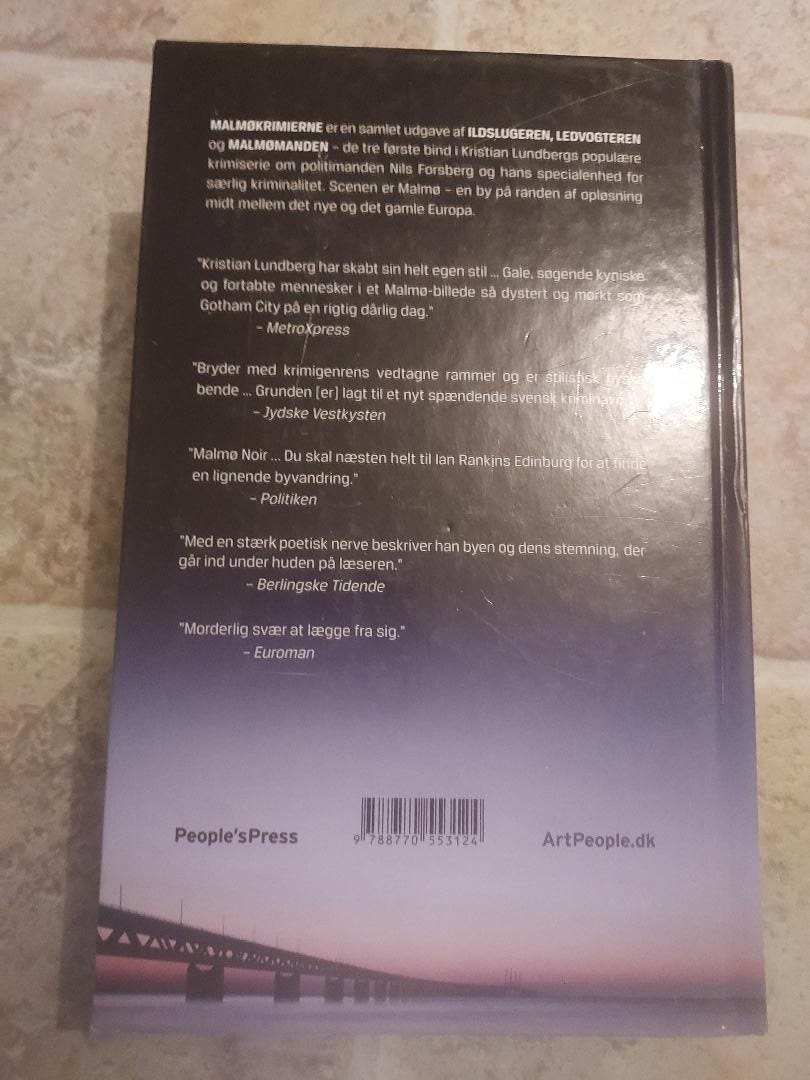 MALMØKRIMIERNE er en samlet udgave af ILDSLUGEREN, LEDVOGTEREN
og MALMØMANDEN – de tre første bind i Kristian Lundbergs populære
krimiserie om politimanden Nils Forsberg og hans specialenhed for
særlig kriminalitet. Scenen er Malmø – en by på randen af opløsning
midt mellem det nye og det gamle Europa.
"Kristian Lundberg har skabt sin helt egen stil ... Gale, søgende kyniske
og fortabte mennesker i et Malmø-billede så dystert og mørkt som
Gotham City på en rigtig dårlig dag."
– MetroXpress
"Bryder med krimigenrens vedtagne rammer og er stilistisk
bende ... Grunden [er] lagt til et nyt spændende svensk
– Jydske Vestkysten
"Malmø Noir ... Du skal næsten helt til Ian Rankins Edinburg for at finde
en lignende byvandring."
– Politiken
"Med en stærk poetisk nerve beskriver han byen og dens stemning, der
går ind under huden på læseren."
– Berlingske Tidende
"Morderlig svær at lægge fra sig."
– Euroman
People'sPress
9 788770 553124
ArtPeople.dk